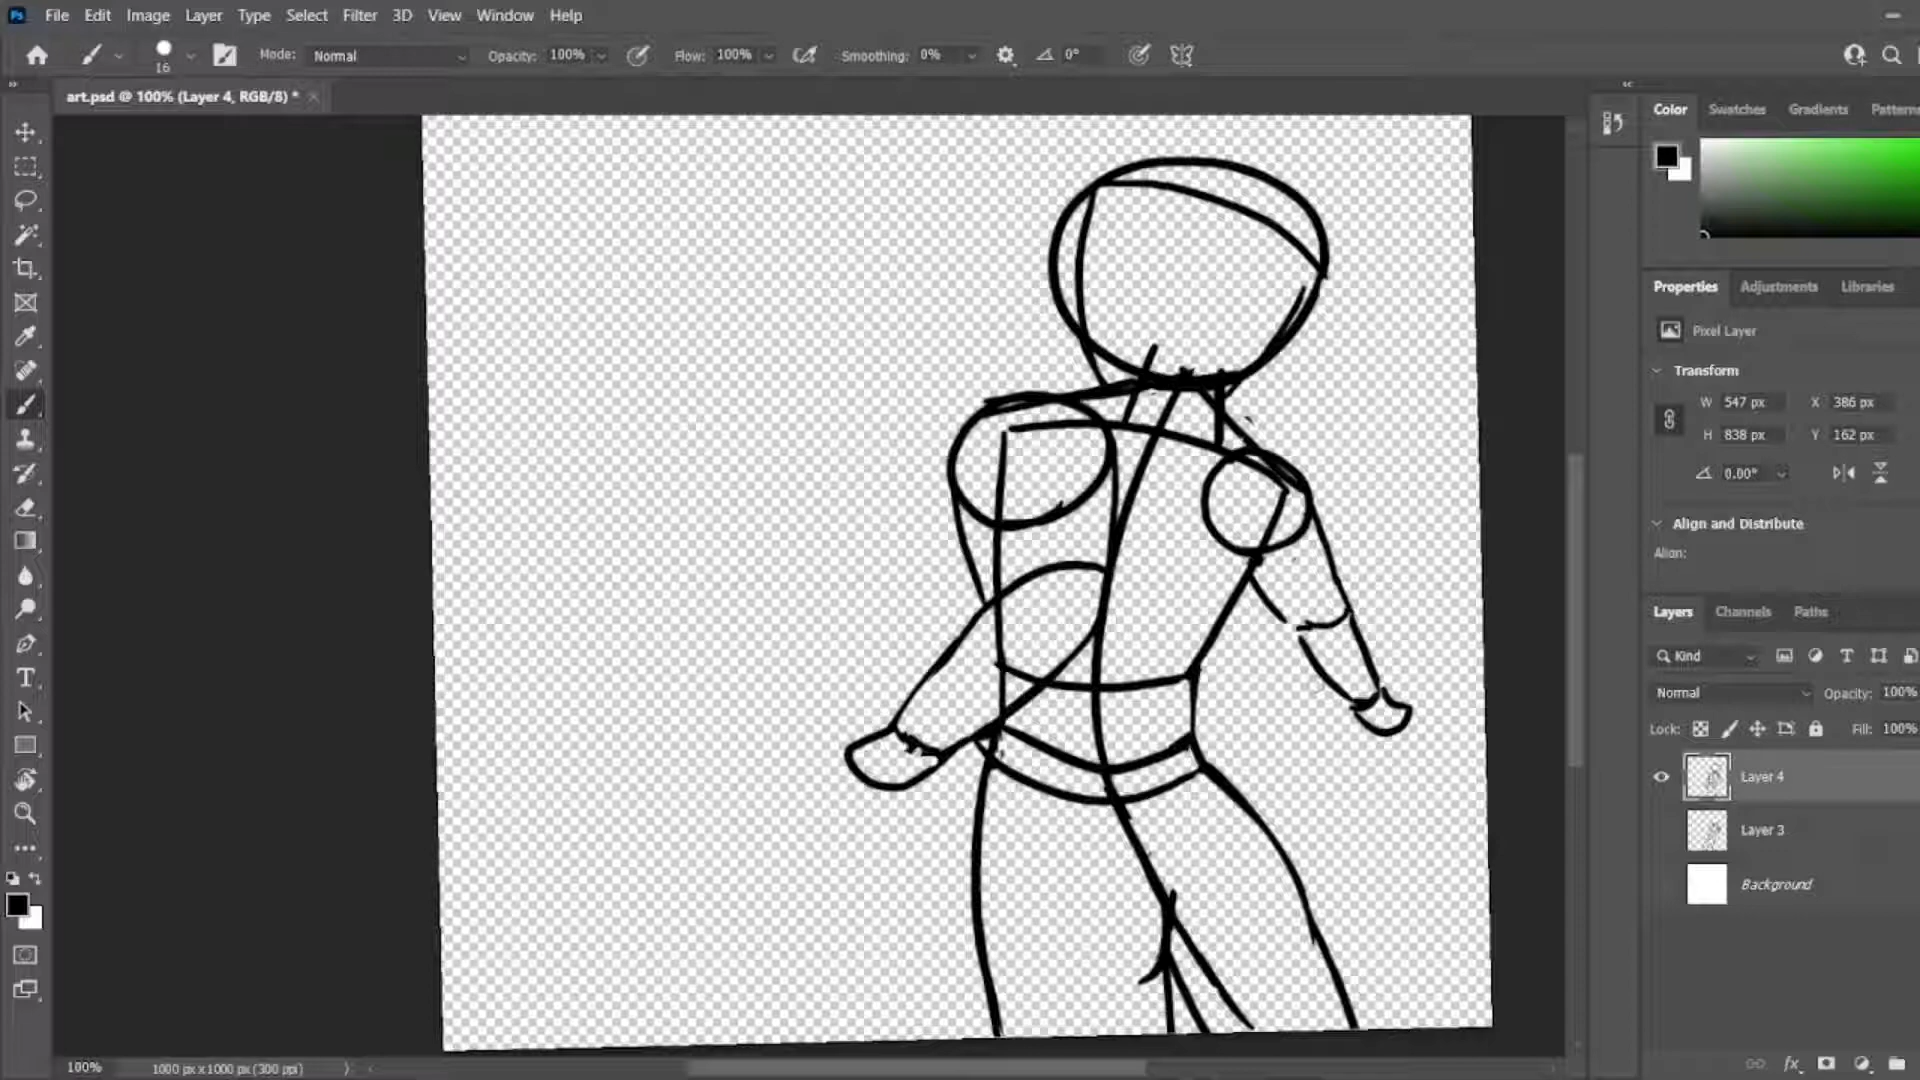 Ps File Edit Image Layer Type Select Filter 3D View Window Help
16 Mode: Normal Opacity: 100% Flow: 100% Smoothing: 0% 0°
art.psd @ 100% (Layer 4, RGB/8) *
Color Swatches Gradients Patterns
Properties Adjustments Libraries
Pixel Layer
Transform
W 547 px X 386 px
H 838 px Y 162 px
0.00°
Align and Distribute
Align:
Layers Channels Paths
Kind
Normal Opacity: 100%
Lock: Fill: 100%
Layer 4
Layer 3
Background
fx
100% 1000 px x 1000 px (300 ppi)